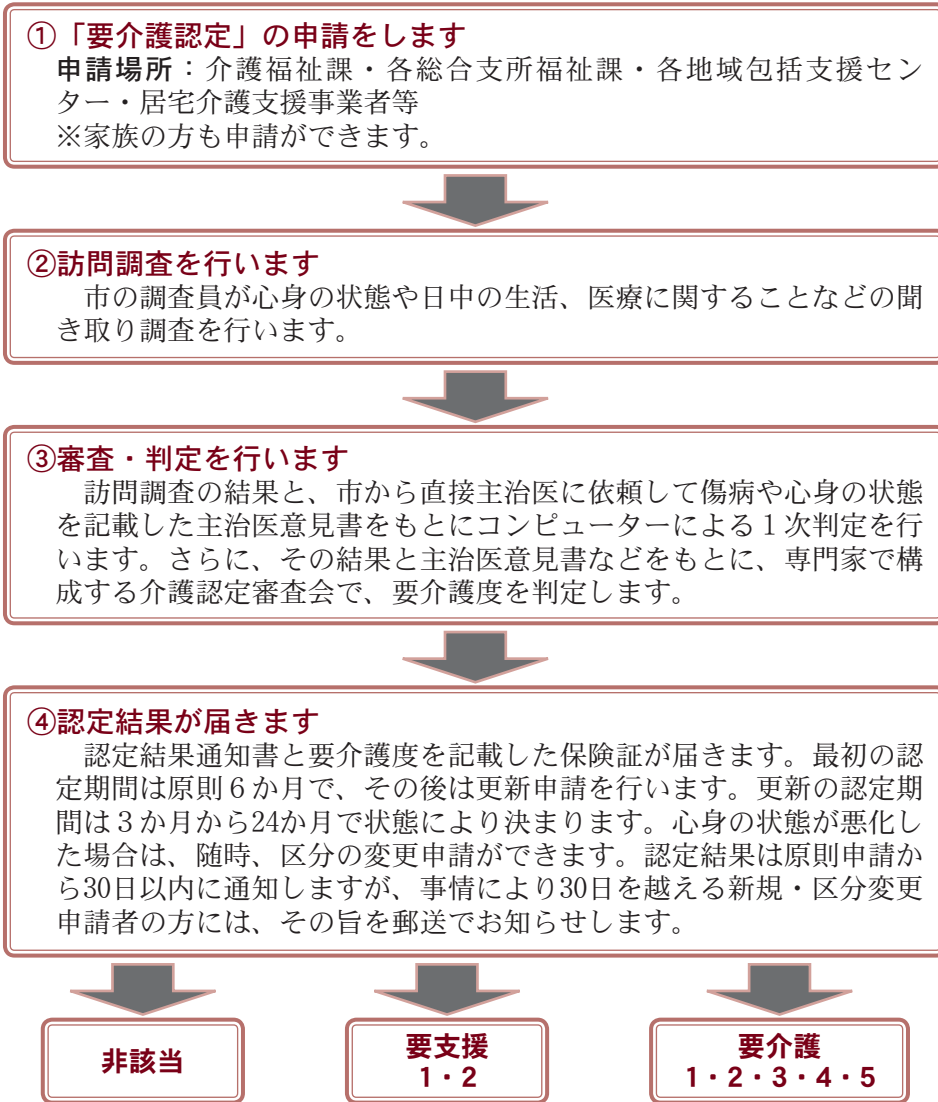 ①「要介護認定」の申請をします
申請場所：介護福祉課・各総合支所福祉課・各地域包括支援セン
ター・居宅介護支援事業者等
※家族の方も申請ができます。
②訪問調査を行います
市の調査員が心身の状態や日中の生活、医療に関することなどの聞
き取り調査を行います。
③審査・判定を行います
訪問調査の結果と、市から直接主治医に依頼して傷病や心身の状態
を記載した主治医意見書をもとにコンピューターによる１次判定を行
います。さらに、その結果と主治医意見書などをもとに、専門家で構
成する介護認定審査会で、要介護度を判定します。
④認定結果が届きます
認定結果通知書と要介護度を記載した保険証が届きます。最初の認
定期間は原則６か月で、その後は更新申請を行います。更新の認定期
間は３か月から24か月で状態により決まります。心身の状態が悪化し
た場合は、随時、区分の変更申請ができます。認定結果は原則申請か
ら30日以内に通知しますが、事情により30日を越える新規・区分変更
申請者の方には、その旨を郵送でお知らせします。
非該当
要支援
1・2
要介護
1・2・3・4・5